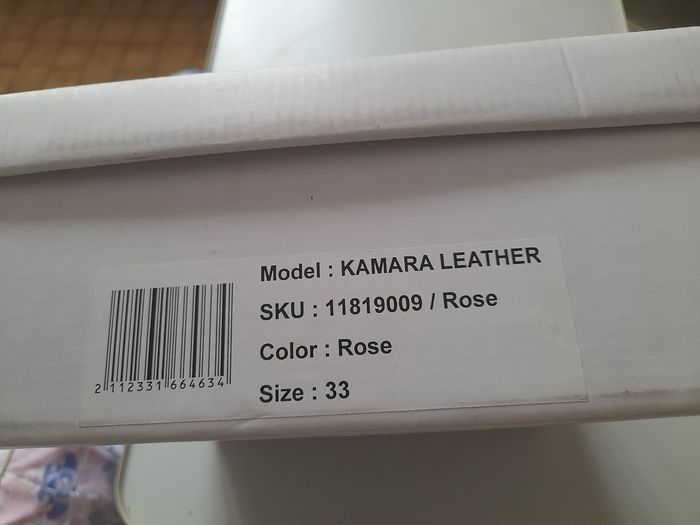 Model : KAMARA LEATHER
SKU : 11819009 / Rose
Color : Rose
Size : 33
2 112331 664634